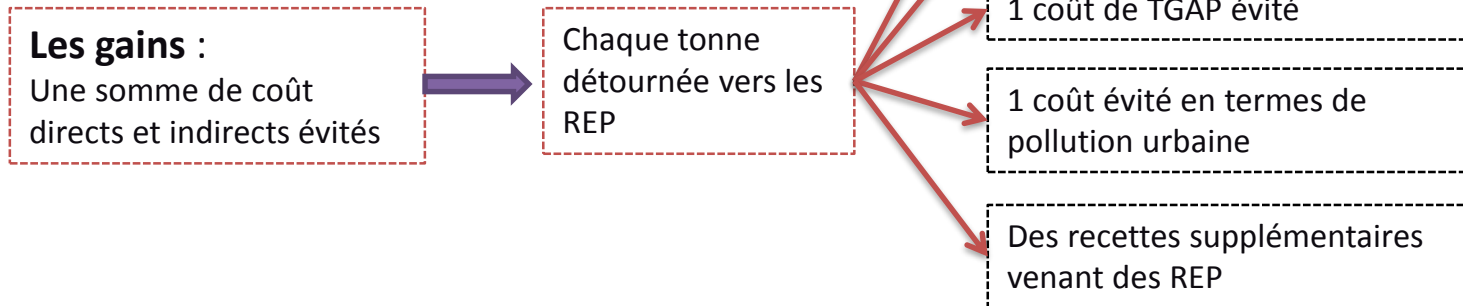 Les gains :
Une somme de coût
directs et indirects évités
Chaque tonne
détournée vers les
REP
1 coût de TGAP évité
1 coût évité en termes de
pollution urbaine
Des recettes supplémentaires
venant des REP